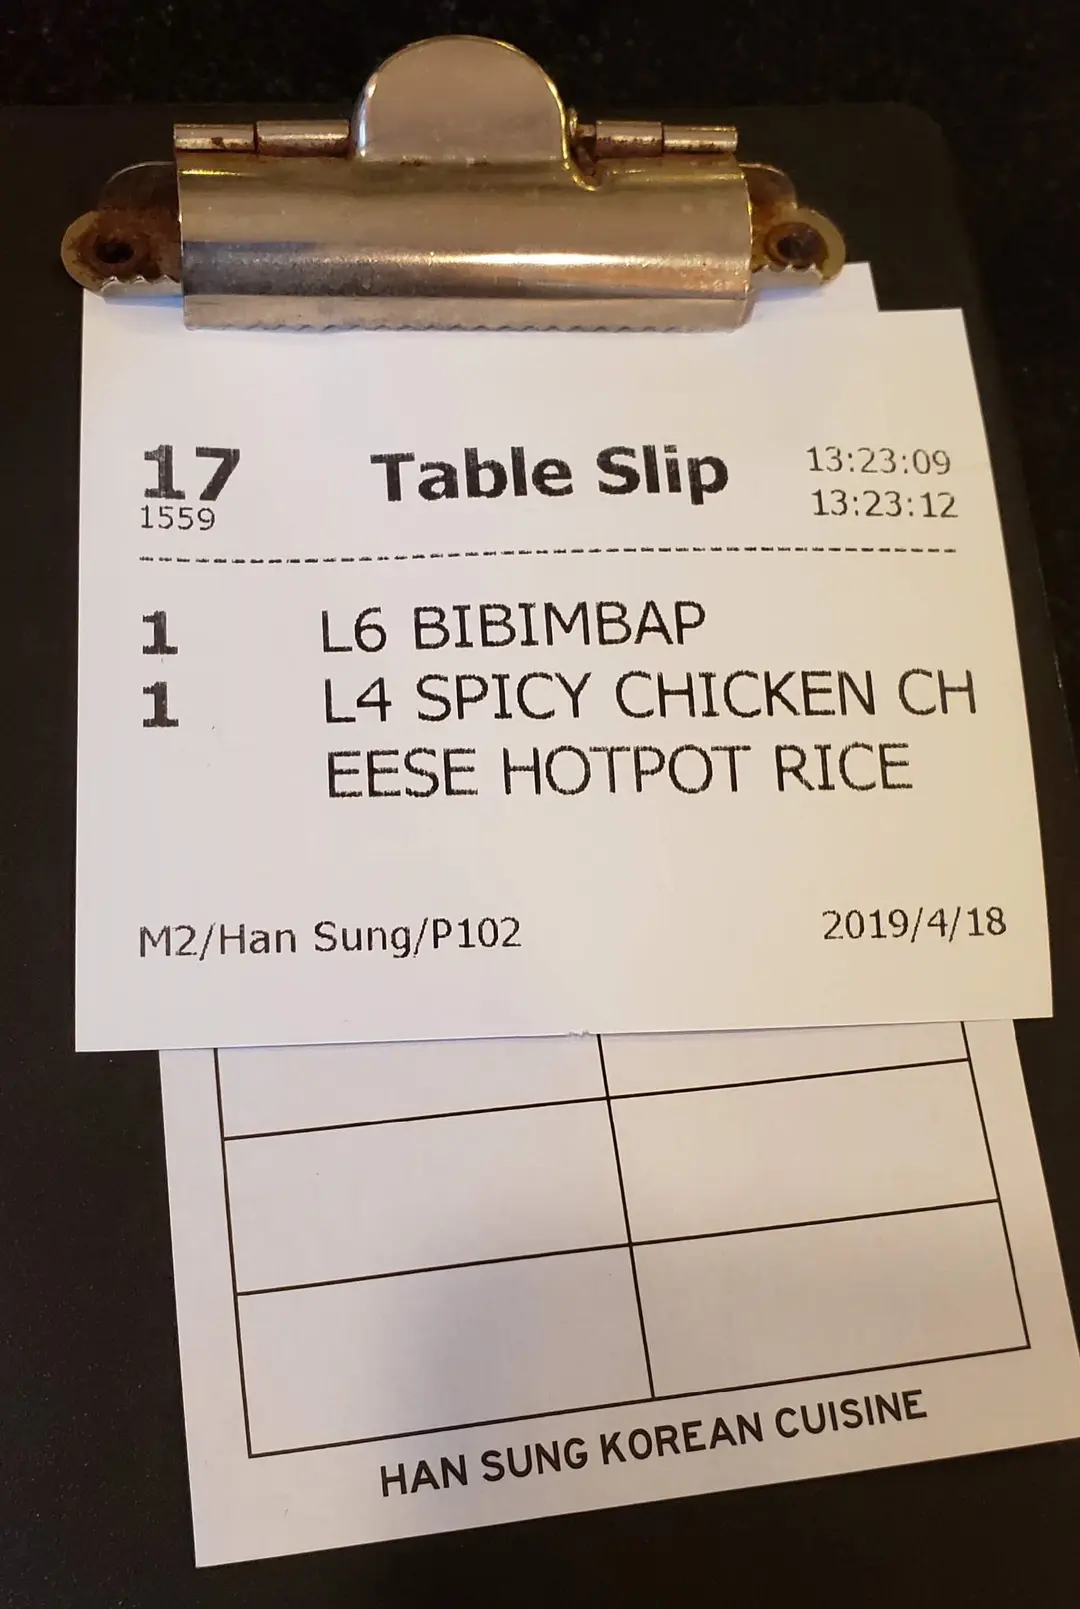 17 Table Slip 13:23:09
1559 13:23:12
1 L6 BIBIMBAP
1 L4 SPICY CHICKEN CH
EESE HOTPOT RICE
M2/Han Sung/P102 2019/4/18
HAN SUNG KOREAN CUISINE